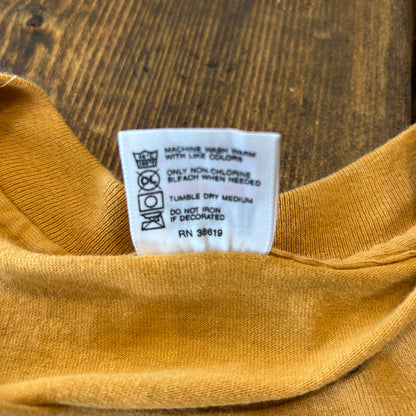 MACHINE WASH WARM
WITH LIKE COLORS
ONLY NON-CHLORINE
BLEACH WHEN NEEDED
TUMBLE DRY MEDIUM
DO NOT IRON
IF DECORATED
RN 38619